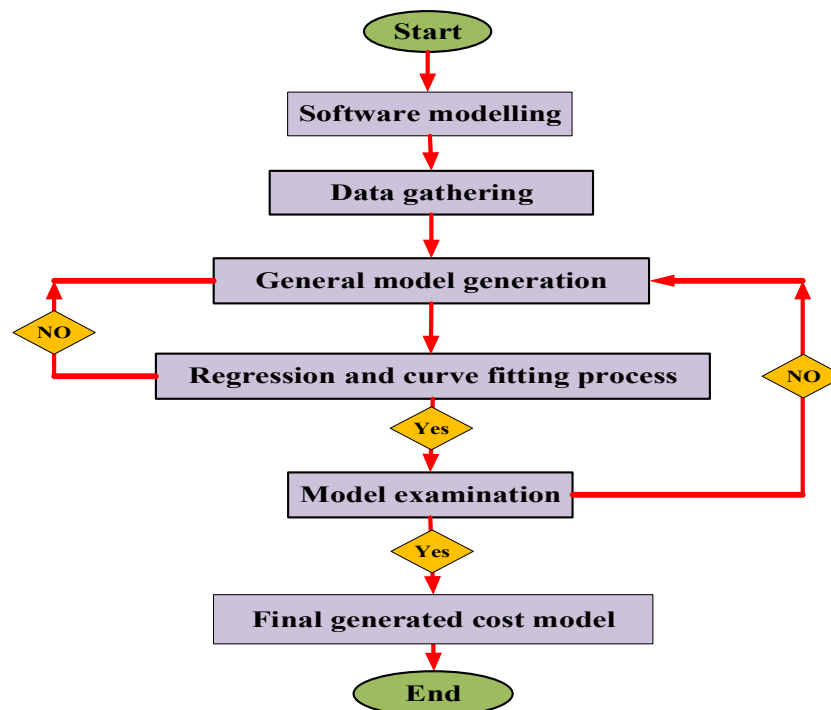 Start
Software modelling
Data gathering
General model generation
NO
Regression and curve fitting process
NO
Yes
Model examination
Yes
Final generated cost model
End